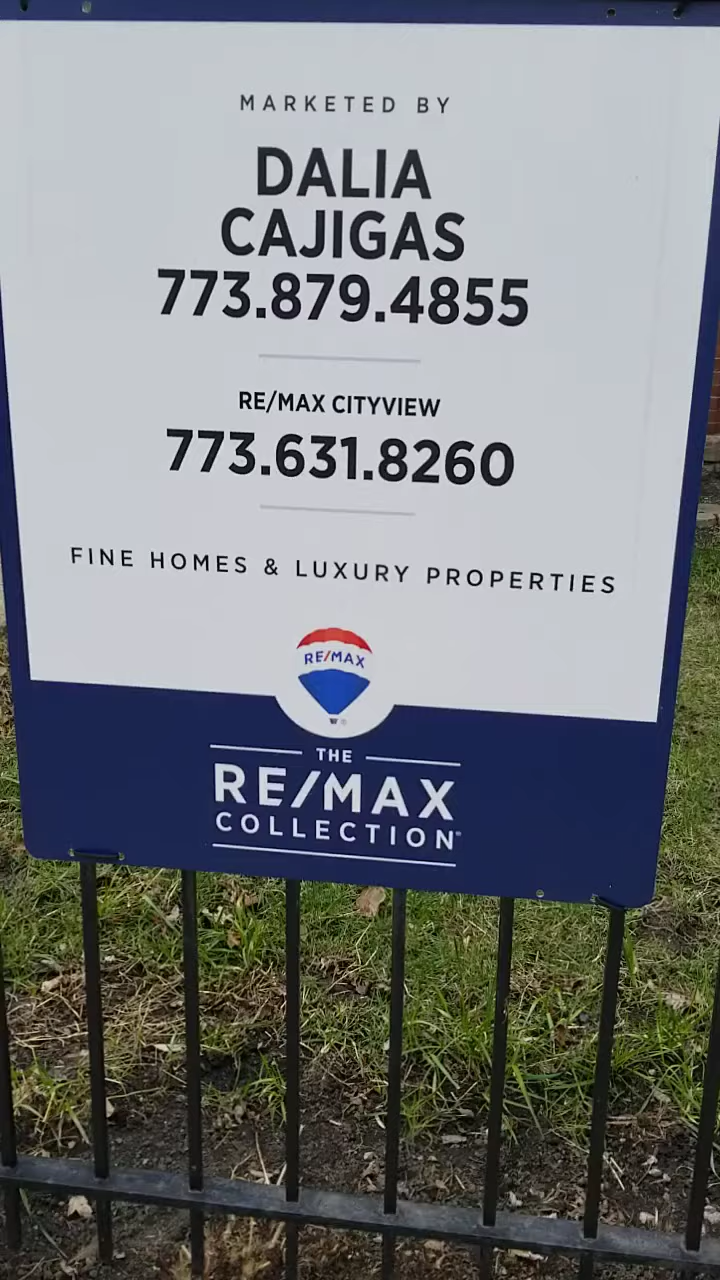 MARKETED BY
DALIA
CAJIGAS
773.879.4855
RE/MAX CITYVIEW
773.631.8260
FINE HOMES & LUXURY PROPERTIES
RE/MAX
THE
RE/MAX
COLLECTION